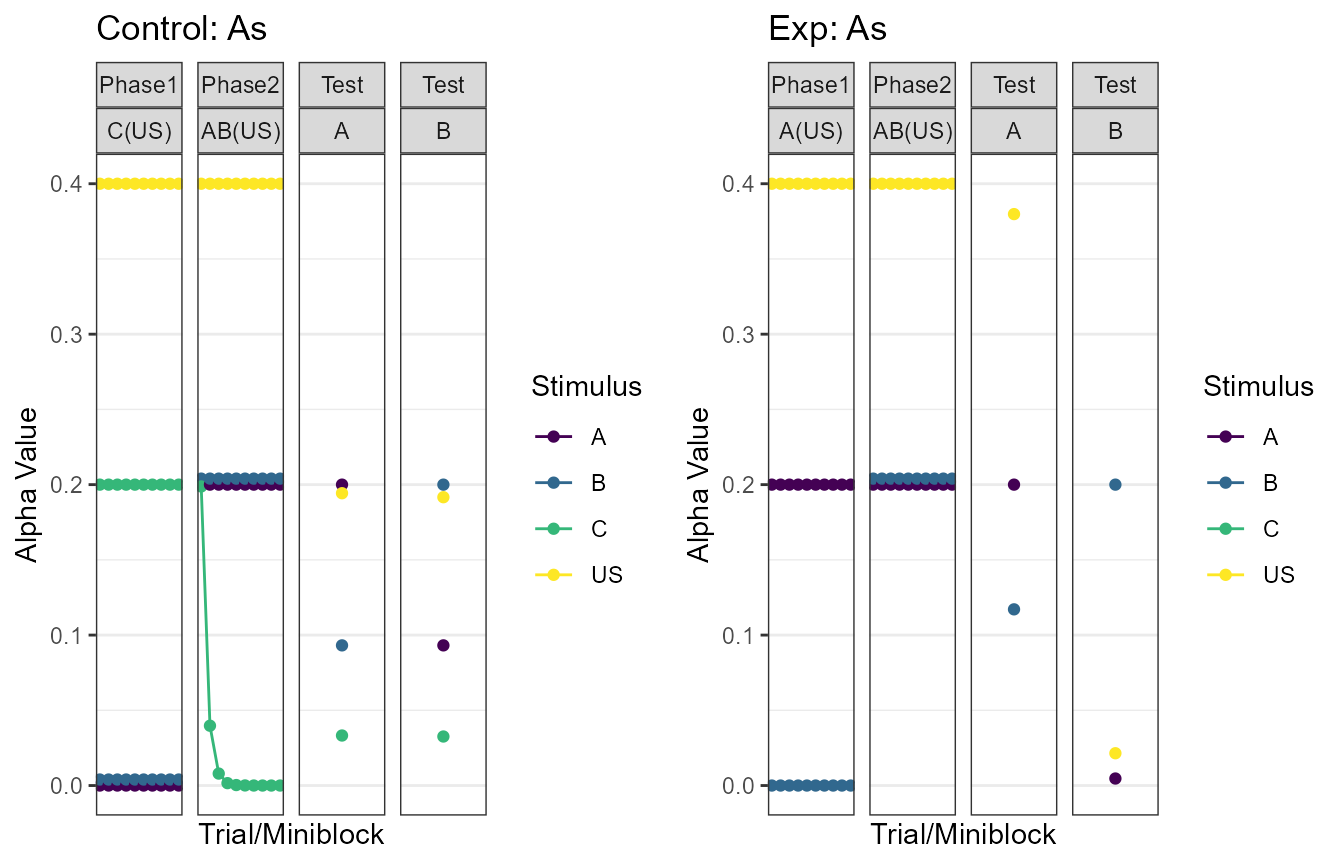 Control: As
Phase1 Phase2 Test Test
C(US) AB(US) A B
0.4
0.3
0.2
0.1
0.0
Alpha Value
Trial/Miniblock
Stimulus
A
B
C
US
Exp: As
Phase1 Phase2 Test Test
A(US) AB(US) A B
0.4
0.3
0.2
0.1
0.0
Alpha Value
Trial/Miniblock
Stimulus
A
B
C
US